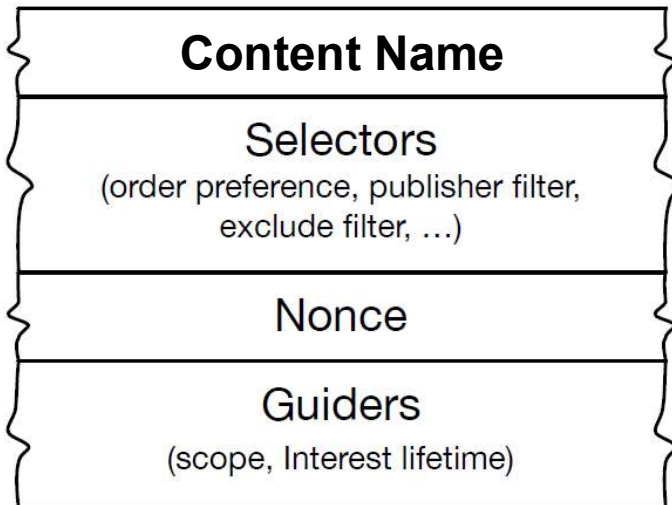 Content Name
Selectors
(order preference, publisher filter,
exclude filter, …)
Nonce
Guiders
(scope, Interest lifetime)